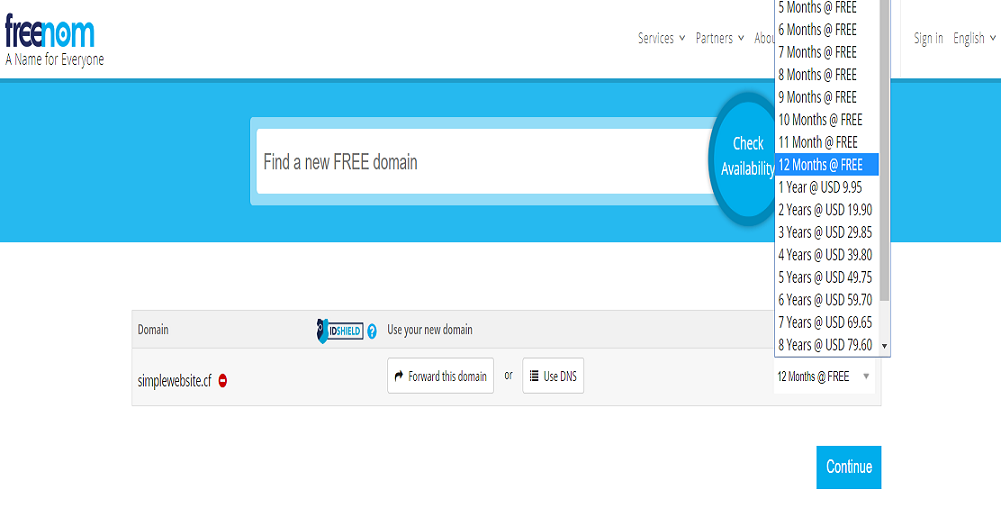 freenom
A Name for Everyone
Services Partners Abou
Sign in English
Find a new FREE domain
Check
Availability
5 Months @ FREE
6 Months @ FREE
7 Months @ FREE
8 Months @ FREE
9 Months @ FREE
10 Months @ FREE
11 Month @ FREE
12 Months @ FREE
1 Year @ USD 9.95
2 Years @ USD 19.90
3 Years @ USD 29.85
4 Years @ USD 39.80
5 Years @ USD 49.75
6 Years @ USD 59.70
7 Years @ USD 69.65
8 Years @ USD 79.60
Domain IDSHIELD ? Use your new domain
simplewebsite.cf Forward this domain or Use DNS 12 Months @ FREE
Continue